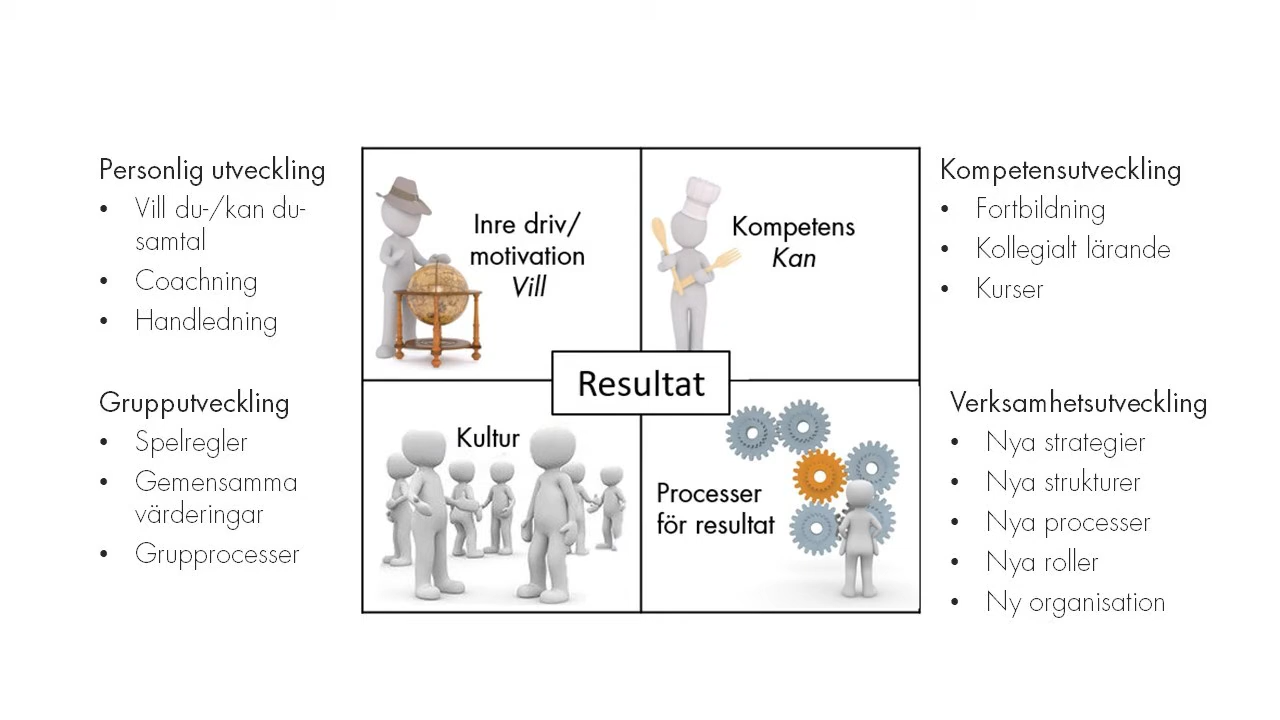 Personlig utveckling
• Vill du-/kan du-
samtal
• Coachning
• Handledning
Inre driv/
motivation
Vill
Kompetens
Kan
Kompetensutveckling
• Fortbildning
• Kollegialt lärande
• Kurser
Resultat
Grupputveckling
• Spelregler
• Gemensamma
värderingar
• Grupprocesser
Kultur
Processer
för resultat
Verksamhetsutveckling
• Nya strategier
• Nya strukturer
• Nya processer
• Nya roller
• Ny organisation